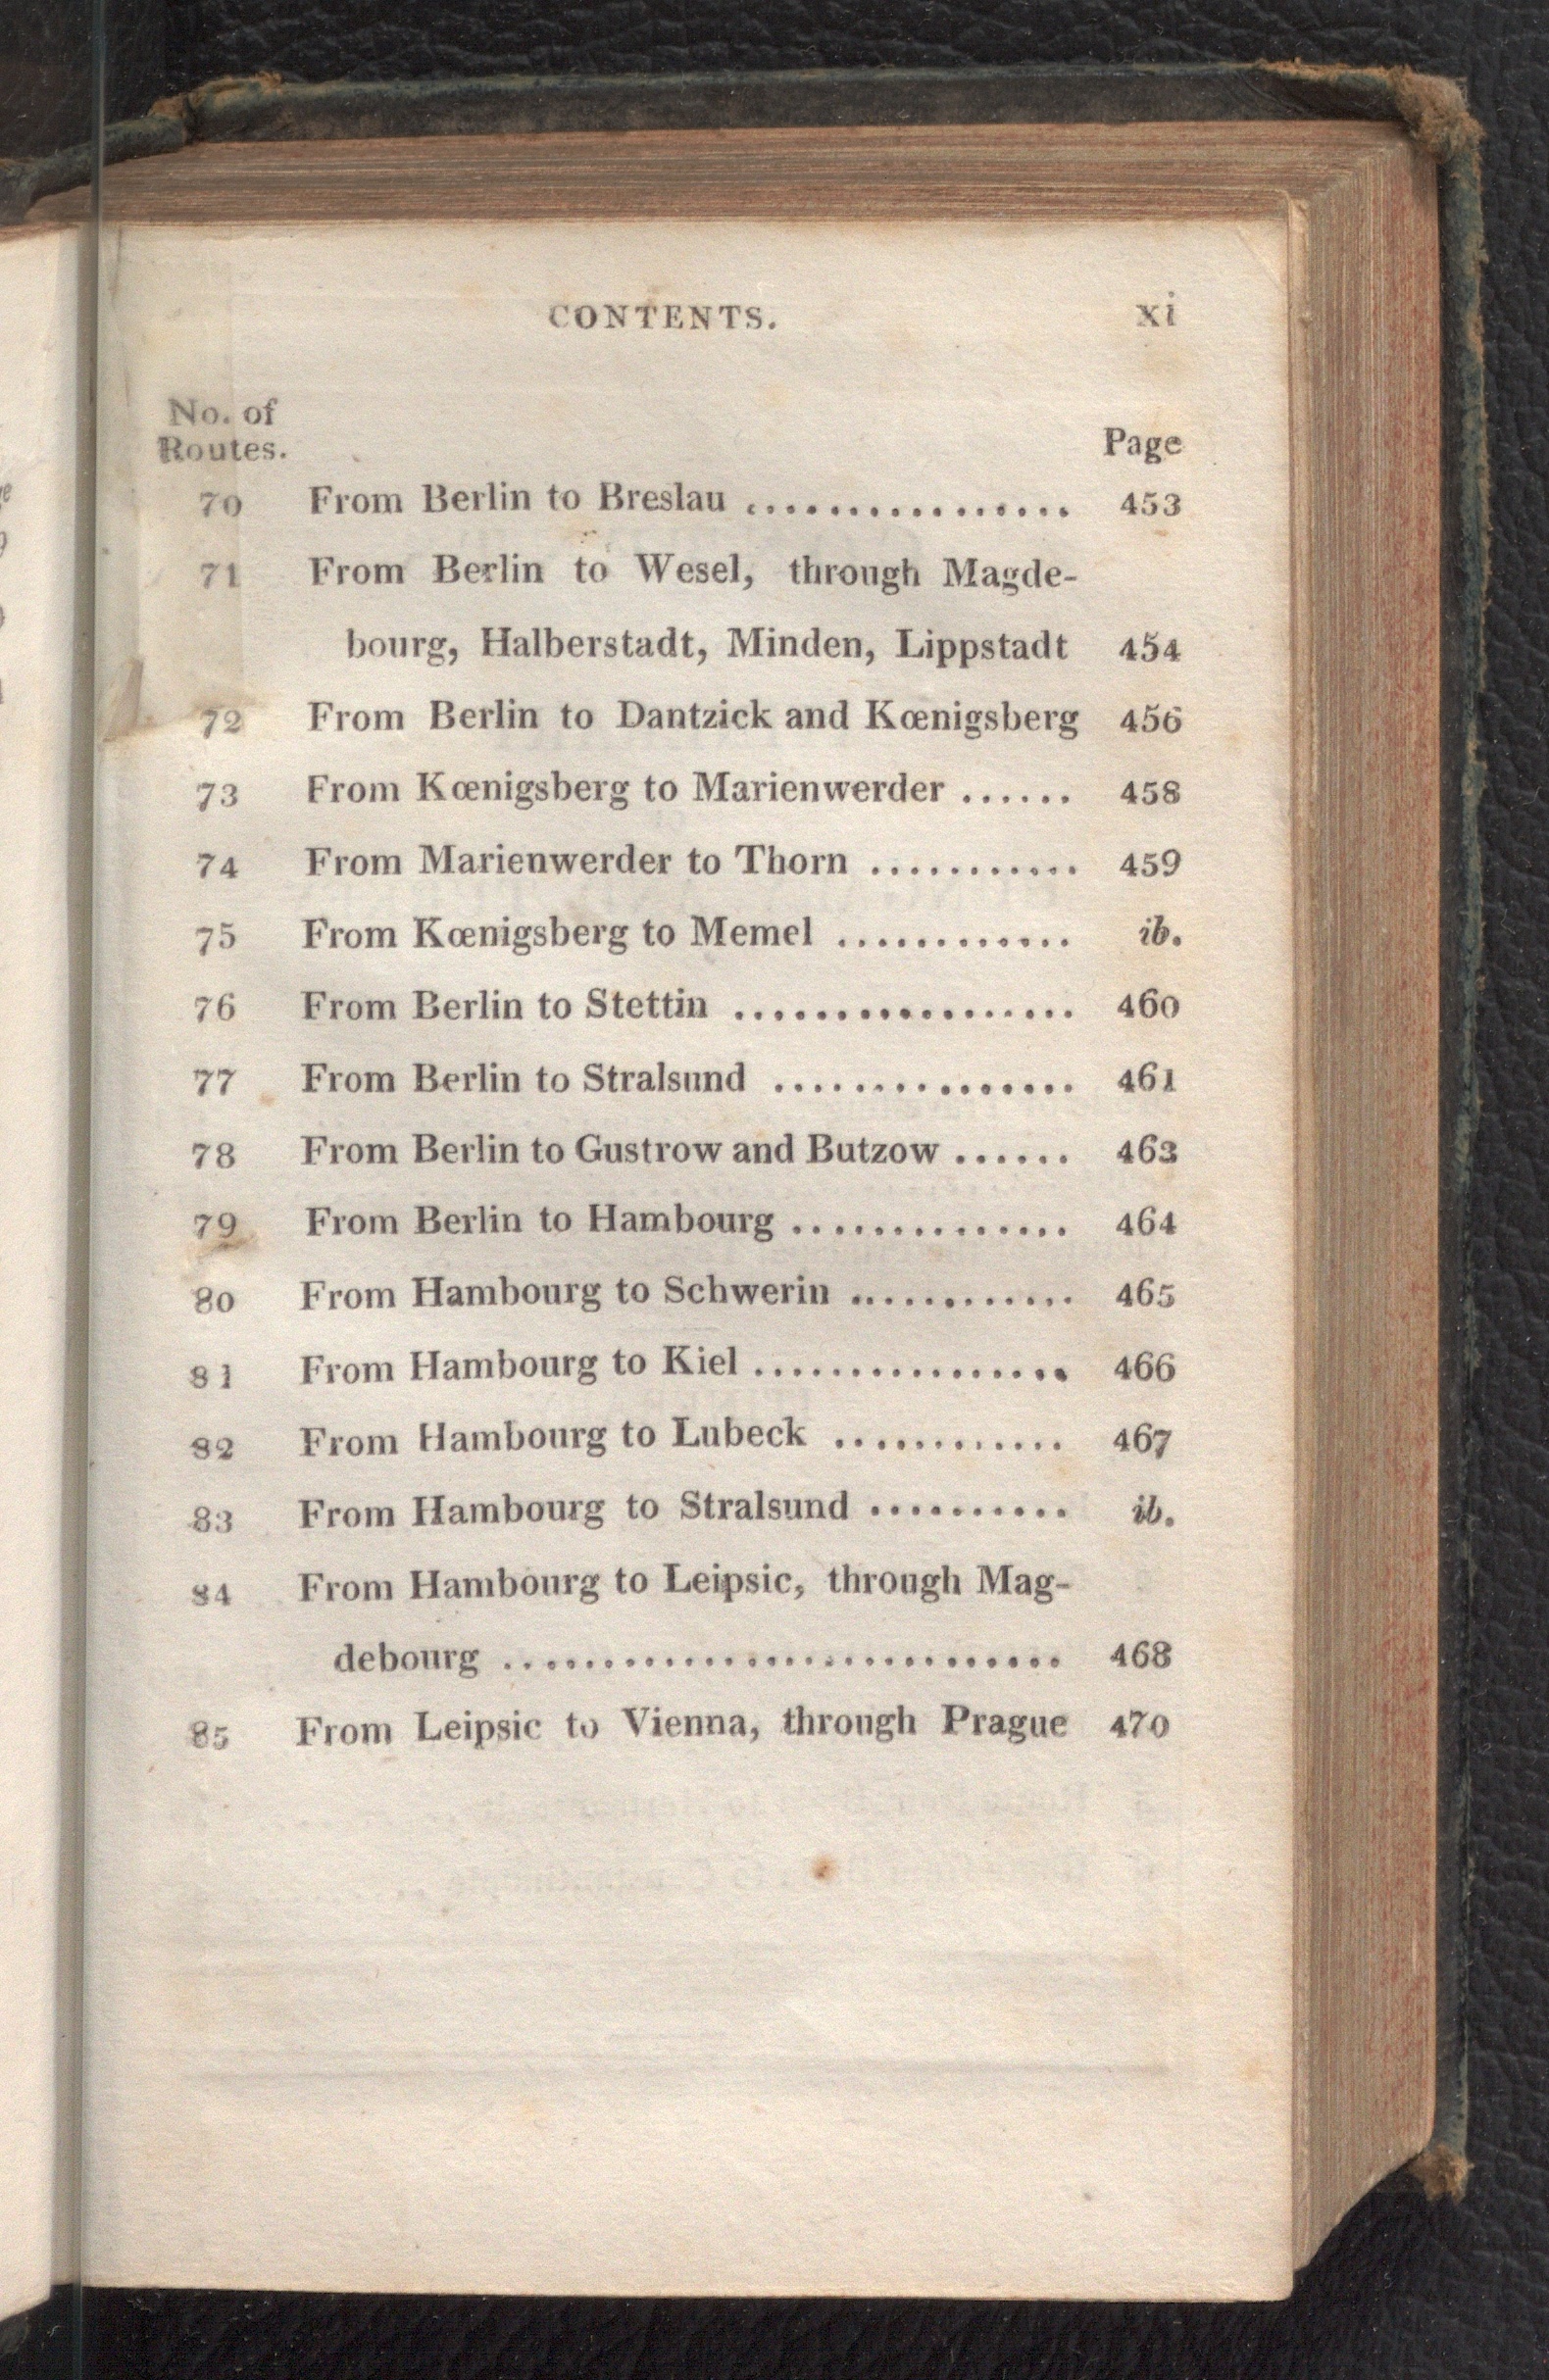 CONTENTS. xi
No. of
Routes. Page
70 From Berlin to Breslau ................ 453
71 From Berlin to Wesel, through Magde-
bourg, Halberstadt, Minden, Lippstadt 454
72 From Berlin to Dantzick and Kœnigsberg 456
73 From Kœnigsberg to Marienwerder ...... 458
74 From Marienwerder to Thorn ........... 459
75 From Kœnigsberg to Memel ............ ib.
76 From Berlin to Stettin ................. 460
77 From Berlin to Stralsund ............... 461
78 From Berlin to Gustrow and Butzow ...... 463
79 From Berlin to Hambourg .............. 464
80 From Hambourg to Schwerin ............ 465
81 From Hambourg to Kiel ................ 466
82 From Hambourg to Lubeck ............ 467
83 From Hambourg to Stralsund .......... ib.
84 From Hambourg to Leipsic, through Mag-
debourg ............................ 468
85 From Leipsic to Vienna, through Prague 470